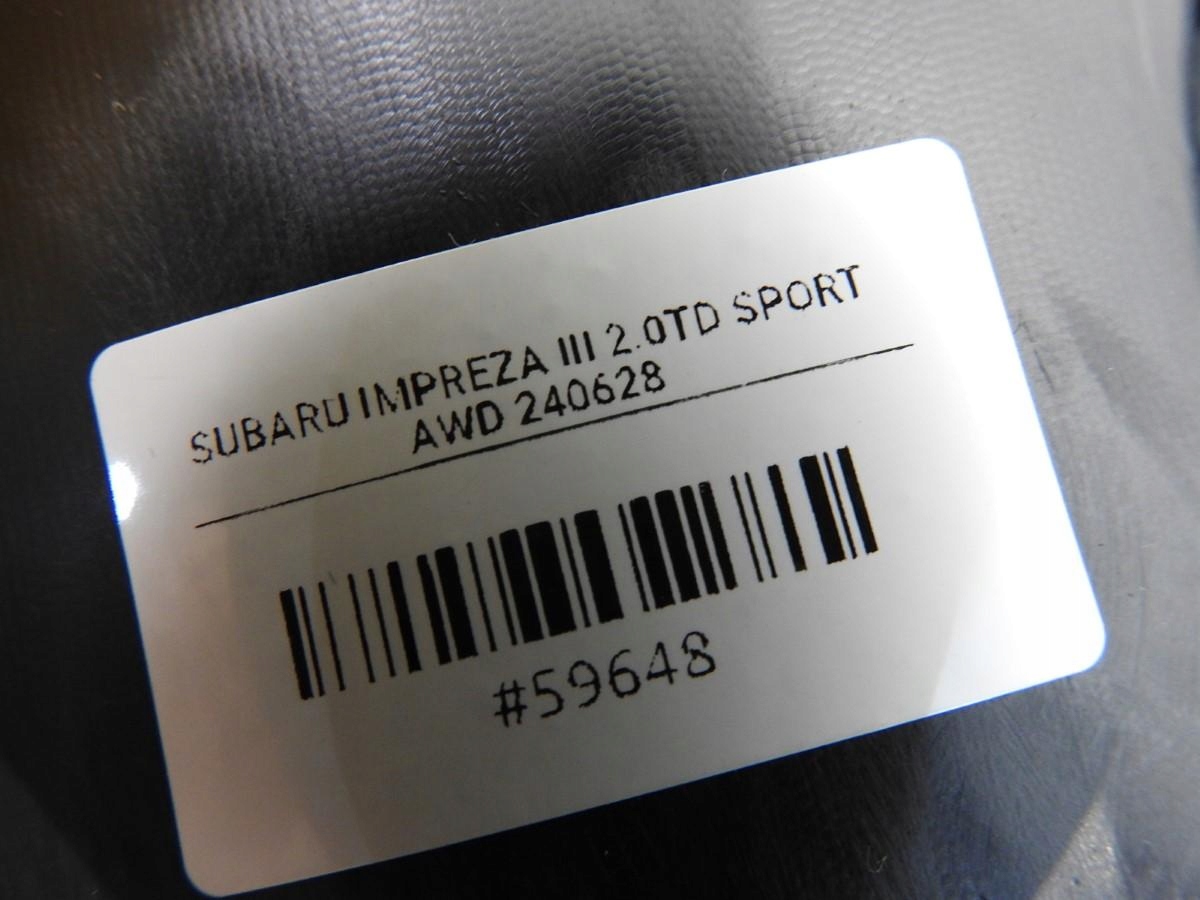 SUBARU IMPREZA III 2.0TD SPORT
AWD 240628
#59648